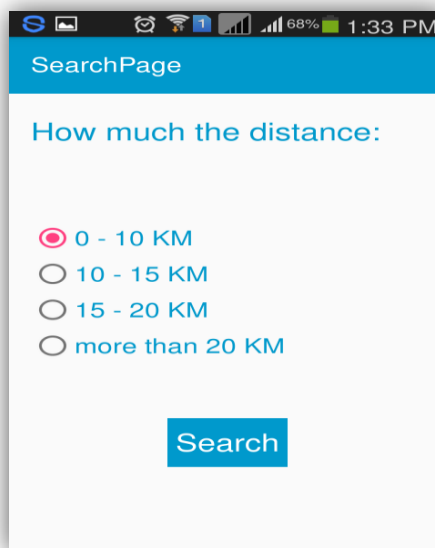 S 1 68% 1:33 PM
SearchPage
How much the distance:
0 - 10 KM
10 - 15 KM
15 - 20 KM
more than 20 KM
Search